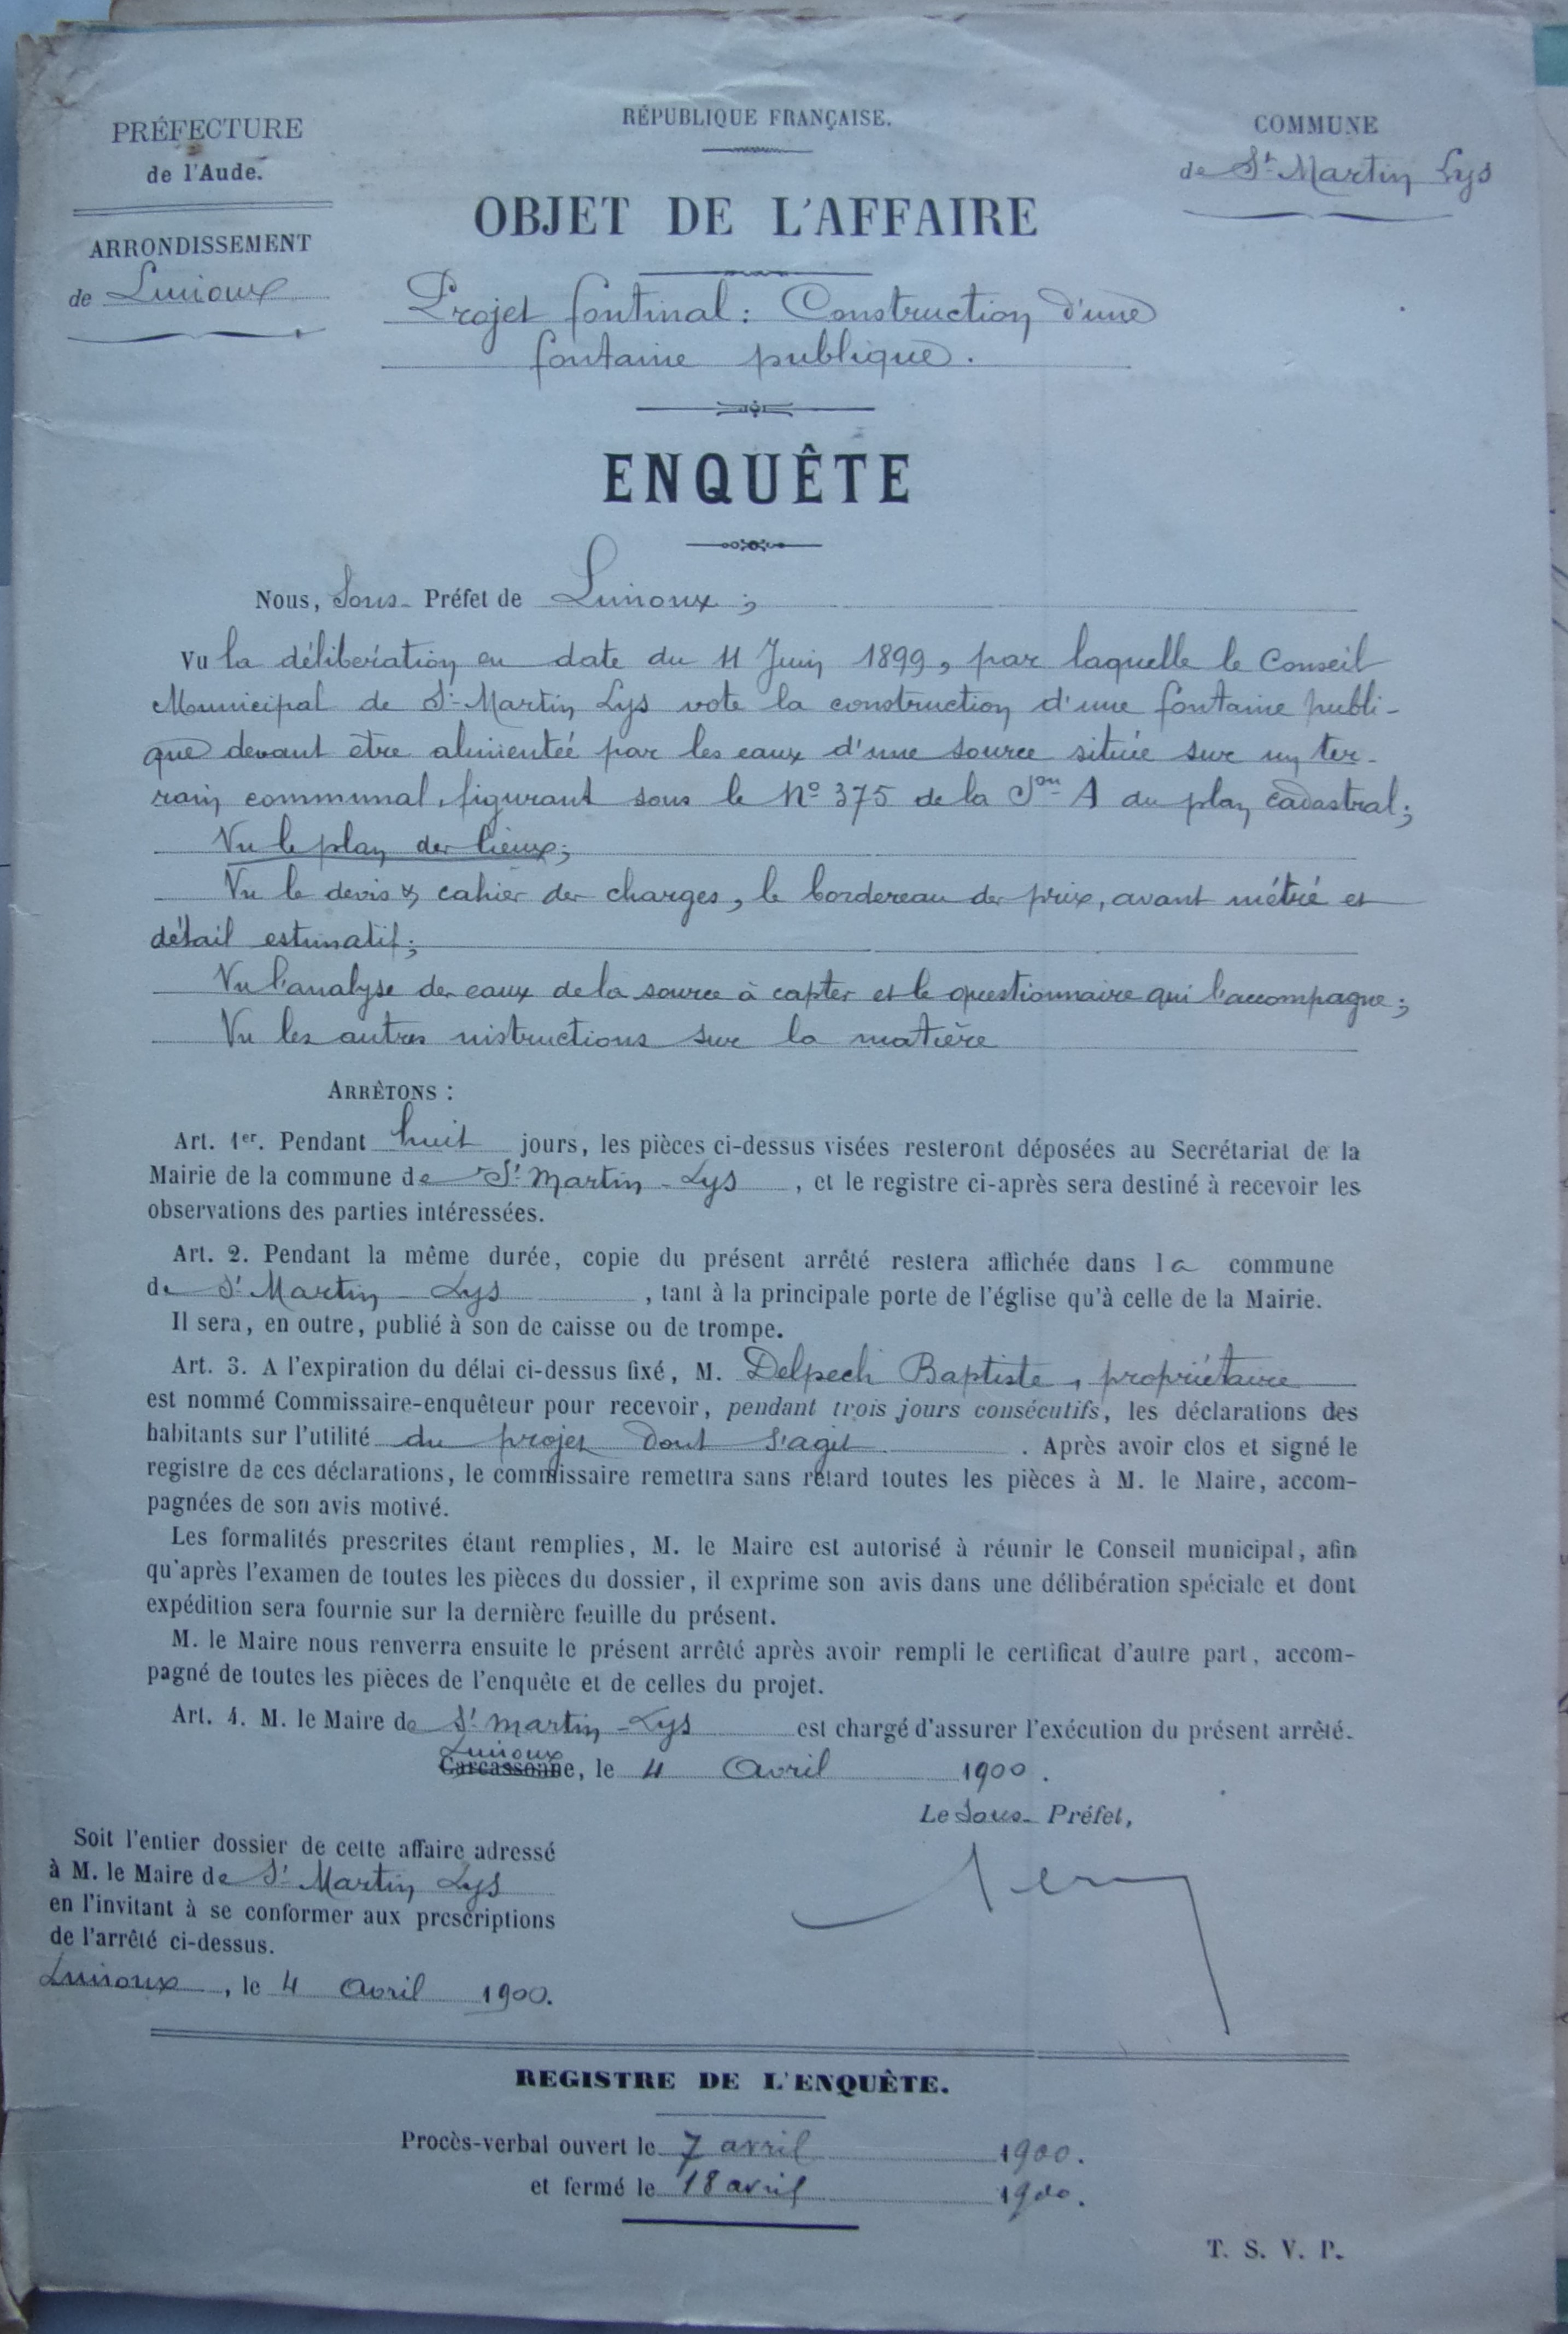 PRÉFECTURE
de l'Aude.
ARRONDISSEMENT
de Limoux
RÉPUBLIQUE FRANÇAISE.
COMMUNE
de St Martin Lys
OBJET DE L'AFFAIRE
Projet fontinal : Construction d'une
fontaine publique.
ENQUÊTE
Nous, Sous-Préfet de Limoux ;
Vu la délibération en date du 11 Juin 1899, par laquelle le Conseil
Municipal de St-Martin Lys vote la construction d'une fontaine publi-
que devant être alimentée par les eaux d'une source située sur un ter-
rain communal, figurant sous le No 375 de la Son A du plan cadastral ;
Vu le plan des lieux ;
Vu le devis & cahier des charges, le bordereau des prix, avant métré et
détail estimatif ;
Vu l'analyse des eaux de la source à capter et le questionnaire qui l'accompagne ;
Vu les autres instructions sur la matière
ARRÊTONS :
Art. 1er. Pendant huit jours, les pièces ci-dessus visées resteront déposées au Secrétariat de la
Mairie de la commune de St Martin-Lys, et le registre ci-après sera destiné à recevoir les
observations des parties intéressées.
Art. 2. Pendant la même durée, copie du présent arrêté restera affichée dans la commune
de St Martin-Lys, tant à la principale porte de l'église qu'à celle de la Mairie.
Il sera, en outre, publié à son de caisse ou de trompe.
Art. 3. A l'expiration du délai ci-dessus fixé, M. Delpech Baptiste, propriétaire
est nommé Commissaire-enquêteur pour recevoir, pendant trois jours consécutifs, les déclarations des
habitants sur l'utilité du projet dont s'agit. Après avoir clos et signé le
registre de ces déclarations, le commissaire remettra sans retard toutes les pièces à M. le Maire, accom-
pagnées de son avis motivé.
Les formalités prescrites étant remplies, M. le Maire est autorisé à réunir le Conseil municipal, afin
qu'après l'examen de toutes les pièces du dossier, il exprime son avis dans une délibération spéciale et dont
expédition sera fournie sur la dernière feuille du présent.
M. le Maire nous renverra ensuite le présent arrêté après avoir rempli le certificat d'autre part, accom-
pagné de toutes les pièces de l'enquête et de celles du projet.
Art. 4. M. le Maire de St Martin-Lys est chargé d'assurer l'exécution du présent arrêté.
Limoux
Carcassonne, le 4 Avril 1900.
Le Sous-Préfet,
Soit l'entier dossier de cette affaire adressé
à M. le Maire de St Martin Lys
en l'invitant à se conformer aux prescriptions
de l'arrêté ci-dessus.
Limoux, le 4 Avril 1900.
REGISTRE DE L'ENQUÊTE.
Procès-verbal ouvert le 7 avril 1900.
et fermé le 18 avril 1900.
T. S. V. P.